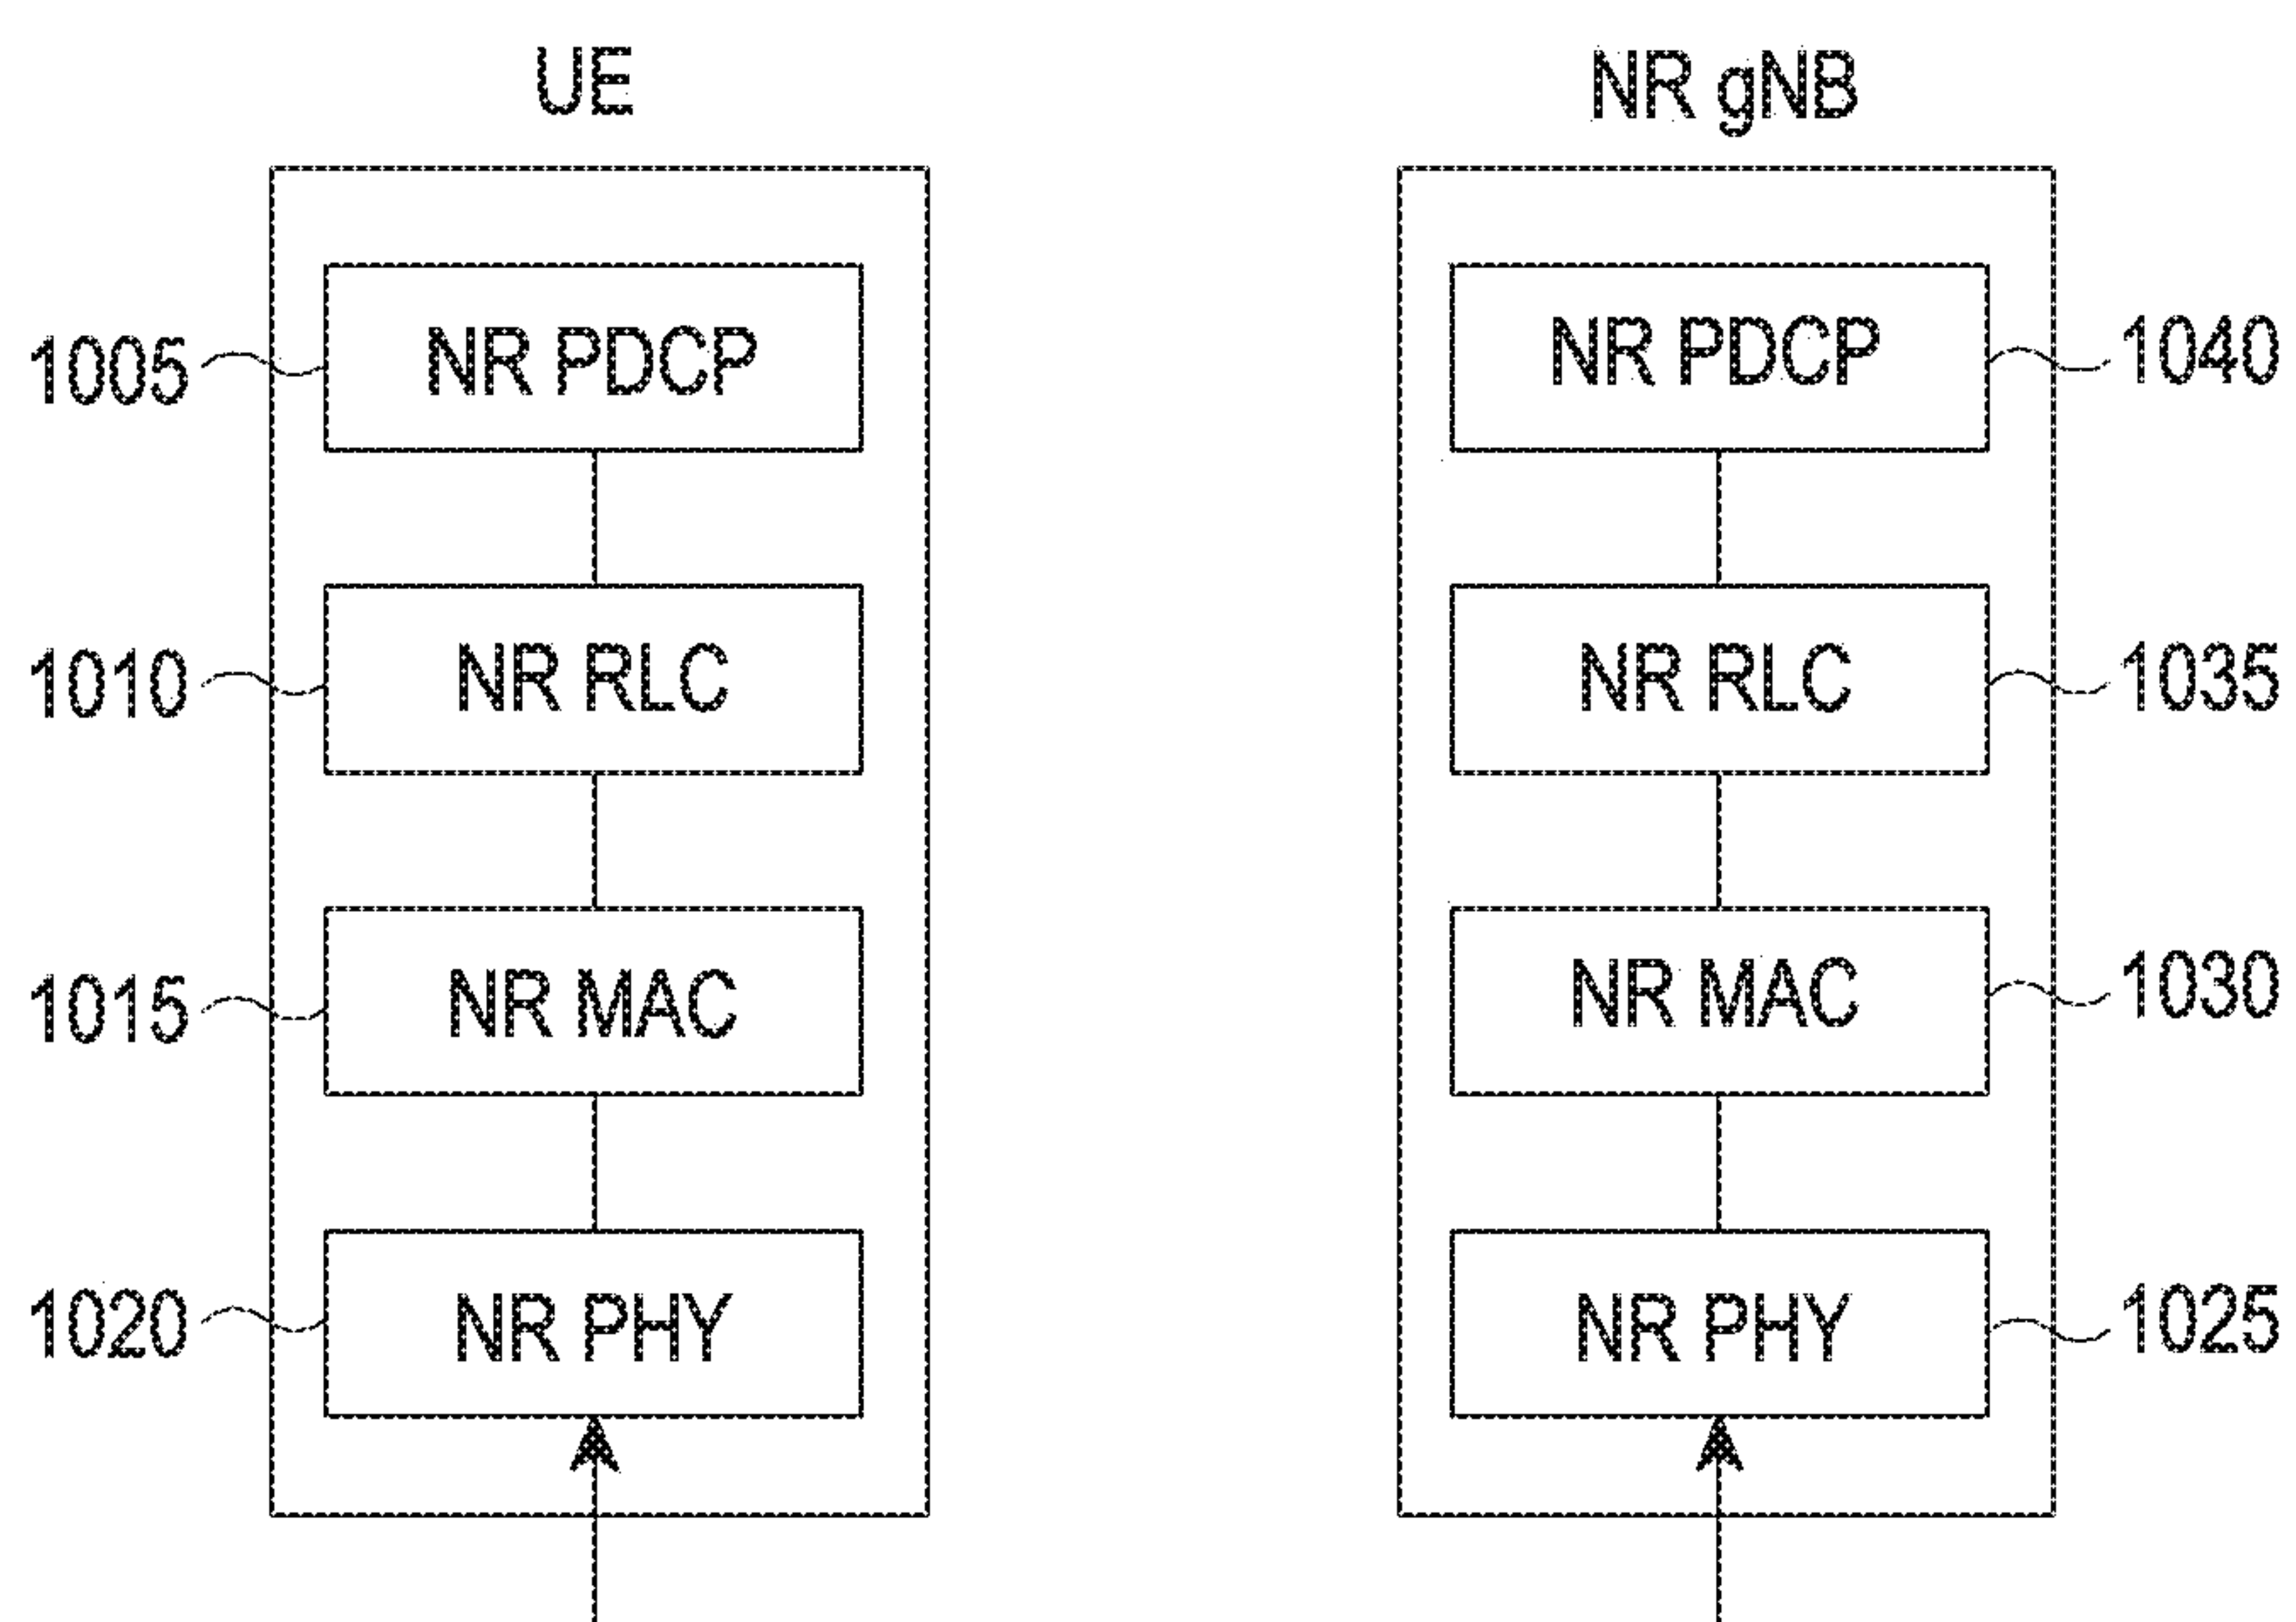 UE NR gNB
1005 NR PDCP NR PDCP 1040
1010 NR RLC NR RLC 1035
1015 NR MAC NR MAC 1030
1020 NR PHY NR PHY 1025